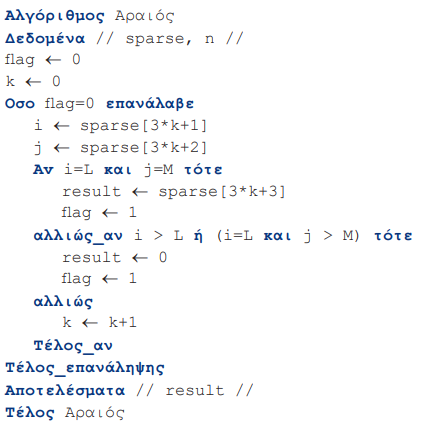 Αλγόριθμος Αραιός
Δεδομένα // sparse, n //
flag ← 0
k ← 0
Οσο flag=0 επανάλαβε
i ← sparse[3*k+1]
j ← sparse[3*k+2]
Αν i=L και j=M τότε
result ← sparse[3*k+3]
flag ← 1
αλλιώς_αν i > L ή (i=L και j > M) τότε
result ← 0
flag ← 1
αλλιώς
k ← k+1
Τέλος_αν
Τέλος_επανάληψης
Αποτελέσματα // result //
Τέλος Αραιός